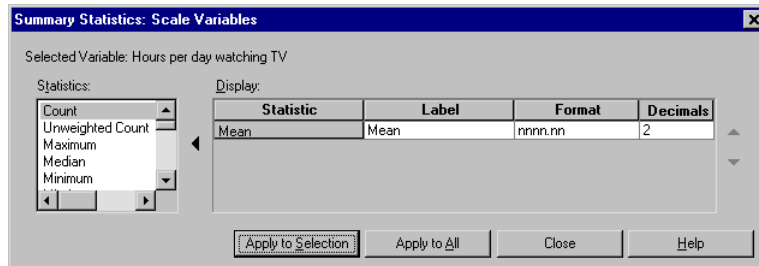 Summary Statistics: Scale Variables
Selected Variable: Hours per day watching TV
Statistics:
Display:
Count
Unweighted Count
Maximum
Median
Minimum
Statistic Label Format Decimals
Mean Mean nnnn.nn 2
Apply to Selection Apply to All Close Help